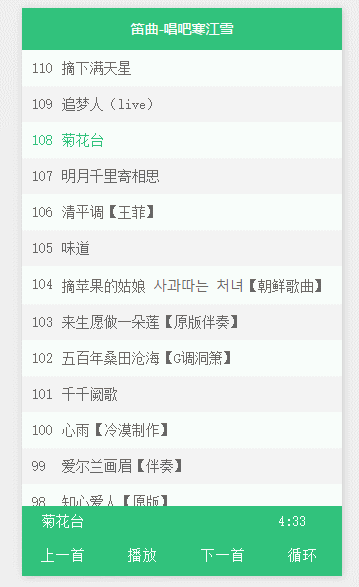 笛曲-唱吧寒江雪
110 摘下满天星
109 追梦人（live）
108 菊花台
107 明月千里寄相思
106 清平调【王菲】
105 味道
104 摘苹果的姑娘 사과따는 처녀【朝鲜歌曲】
103 来生愿做一朵莲【原版伴奏】
102 五百年桑田沧海【G调洞箫】
101 千千阙歌
100 心雨【冷漠制作】
99 爱尔兰画眉【伴奏】
98 知心爱人【原版】
菊花台 4:33
上一首 播放 下一首 循环